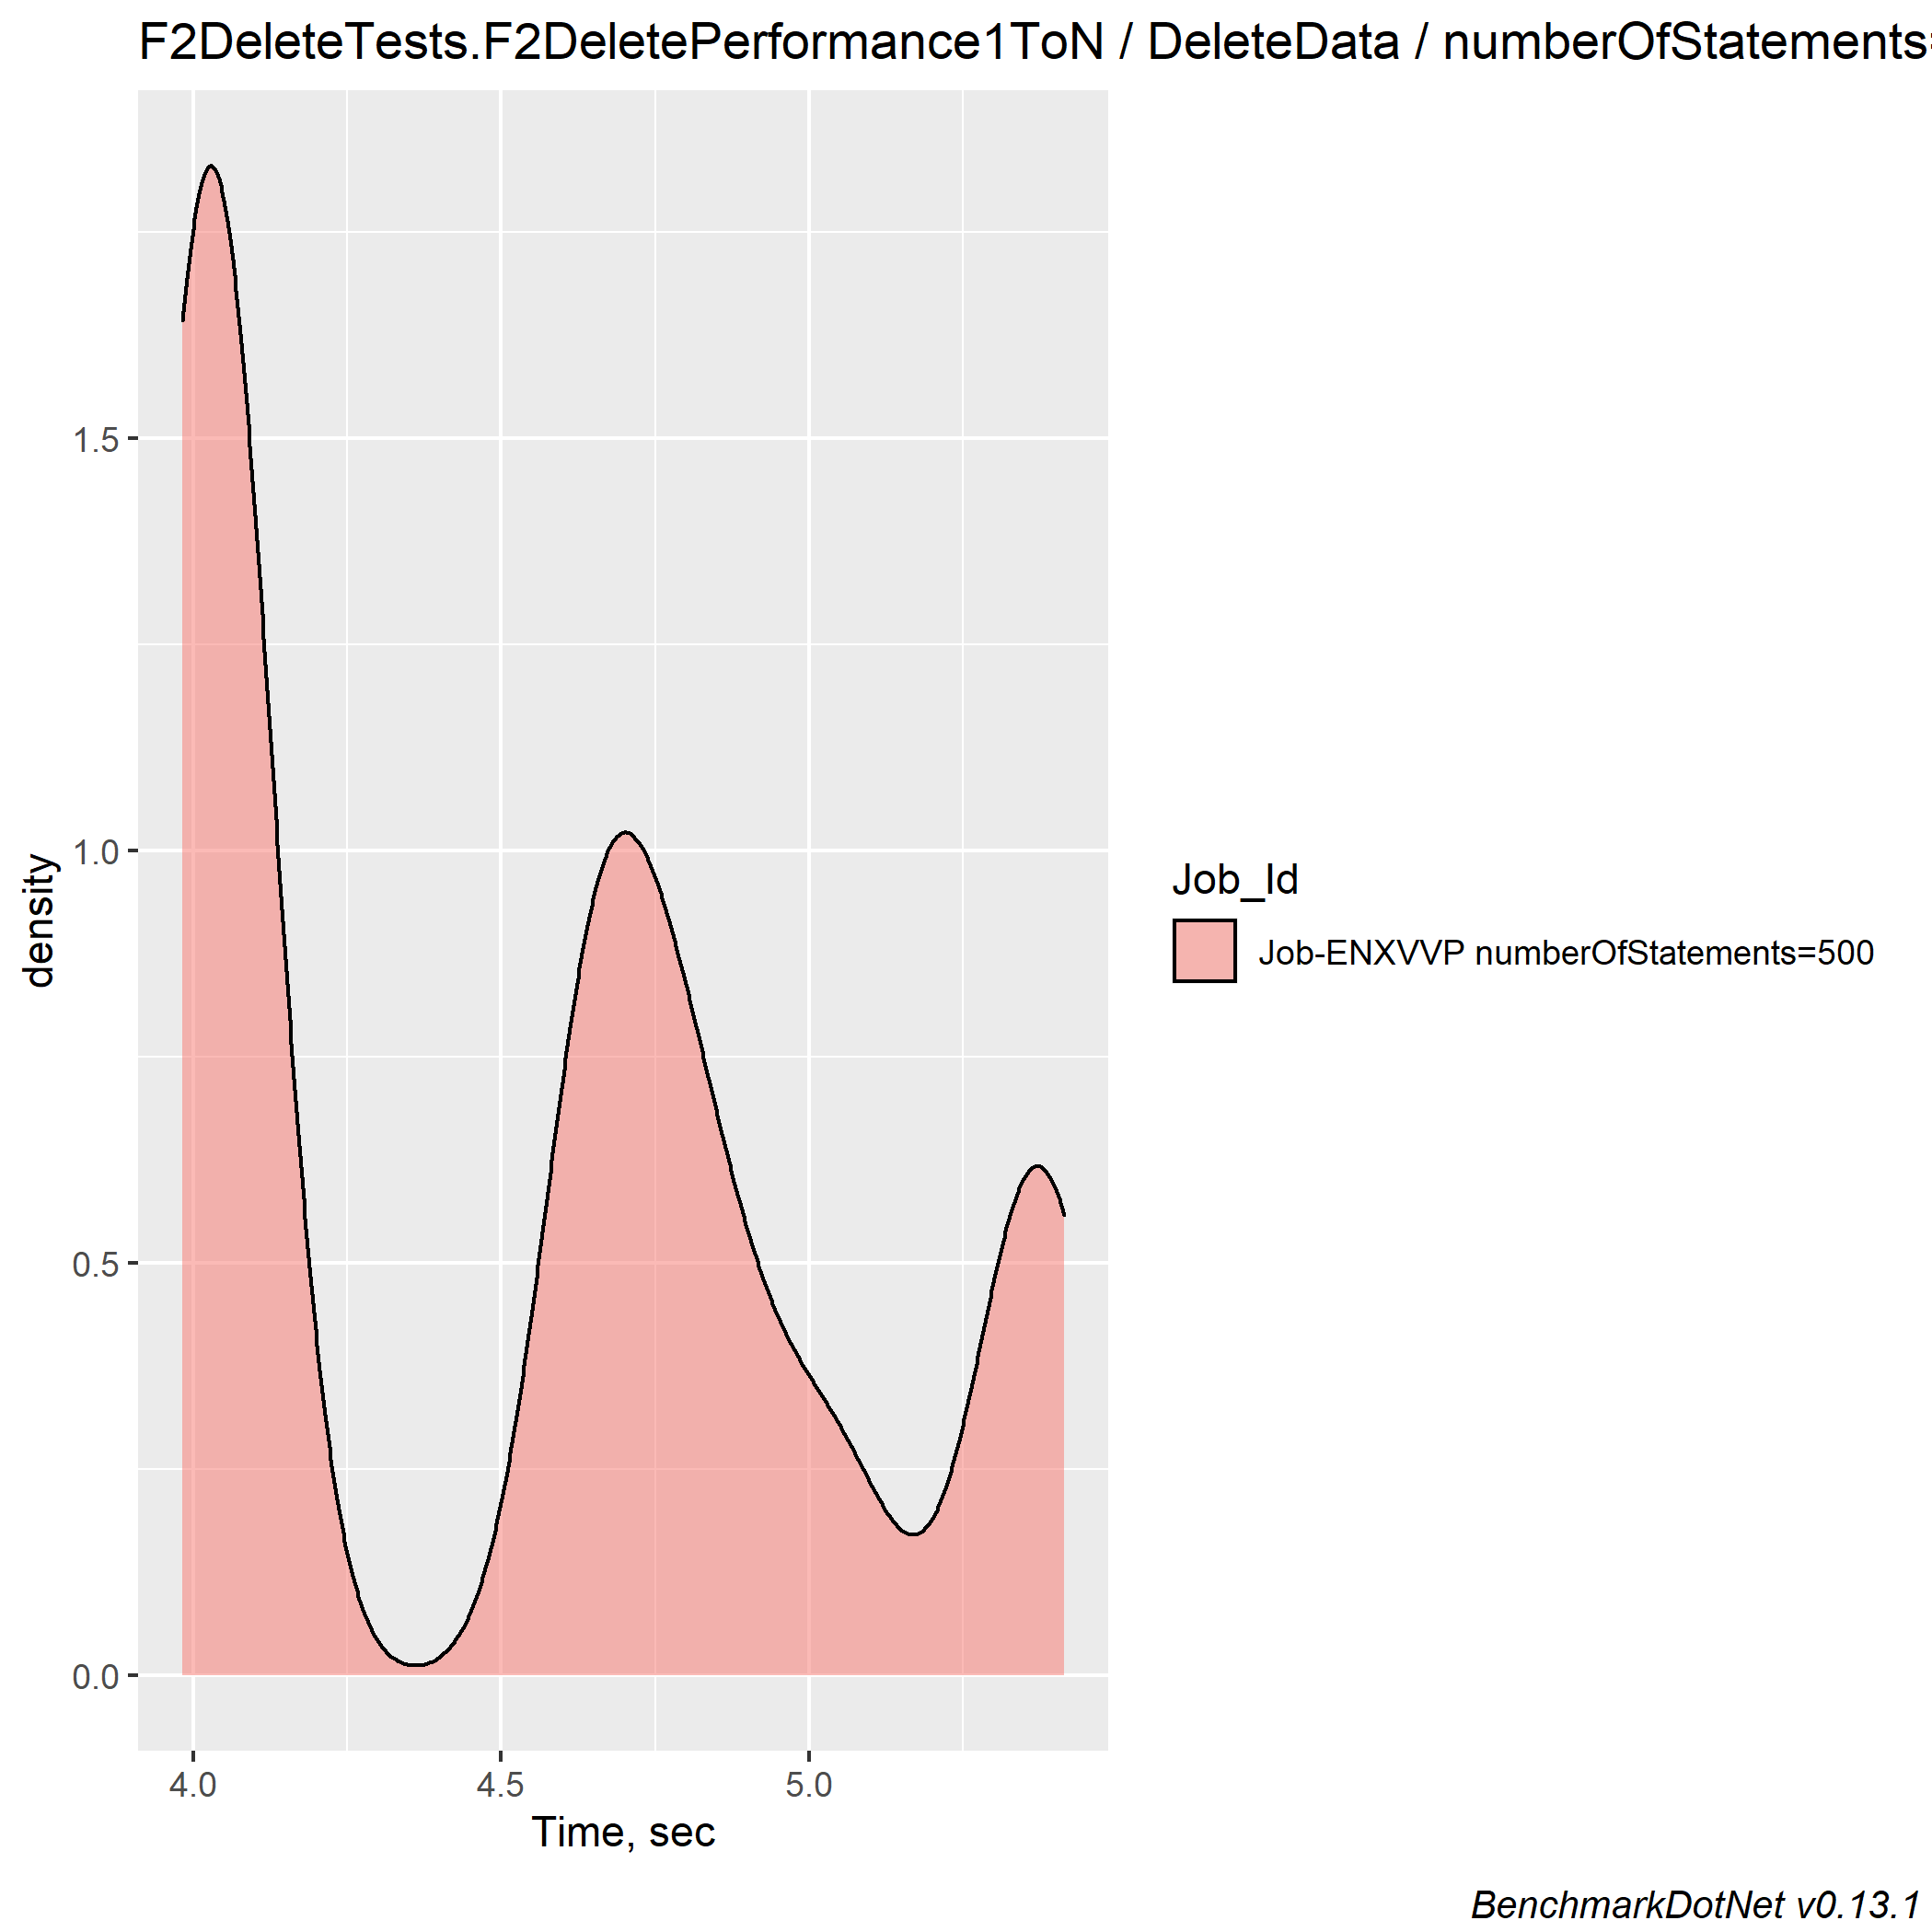 F2DeleteTests.F2DeletePerformance1ToN / DeleteData / numberOfStatements=
1.5
1.0
0.5
0.0
density
4.0 4.5 5.0
Time, sec
Job_Id
Job-ENXVVP numberOfStatements=500
BenchmarkDotNet v0.13.1